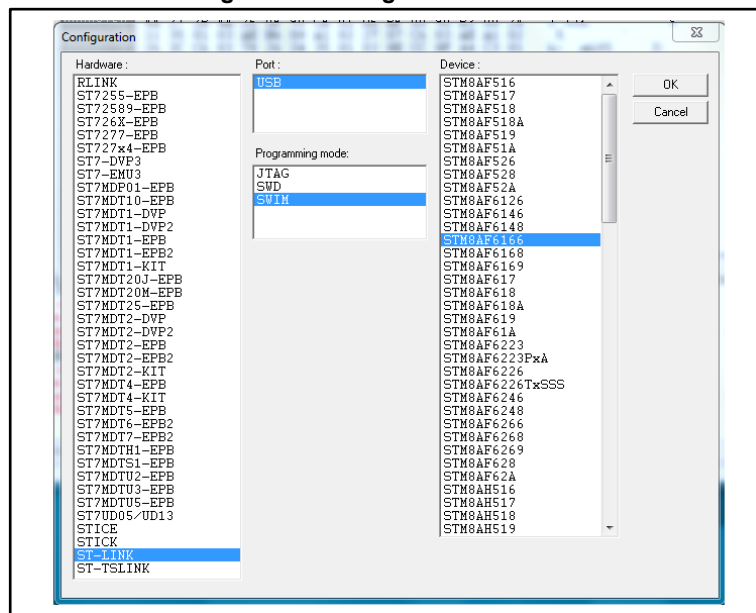 Configuration
Hardware :
RLINK
ST7255-EPB
ST72589-EPB
ST726X-EPB
ST7277-EPB
ST727x4-EPB
ST7-DVP3
ST7-EMU3
ST7MDP01-EPB
ST7MDT10-EPB
ST7MDT1-DVP
ST7MDT1-DVP2
ST7MDT1-EPB
ST7MDT1-EPB2
ST7MDT1-KIT
ST7MDT20J-EPB
ST7MDT20M-EPB
ST7MDT25-EPB
ST7MDT2-DVP
ST7MDT2-DVP2
ST7MDT2-EPB
ST7MDT2-EPB2
ST7MDT2-KIT
ST7MDT4-EPB
ST7MDT4-KIT
ST7MDT5-EPB
ST7MDT6-EPB2
ST7MDT7-EPB2
ST7MDTH1-EPB
ST7MDTS1-EPB
ST7MDTU2-EPB
ST7MDTU3-EPB
ST7MDTU5-EPB
ST7UD05/UD13
STICE
STICK
ST-LINK
ST-TSLINK
Port :
USB
Programming mode:
JTAG
SWD
SWIM
Device :
STM8AF516
STM8AF517
STM8AF518
STM8AF518A
STM8AF519
STM8AF51A
STM8AF526
STM8AF528
STM8AF52A
STM8AF6126
STM8AF6146
STM8AF6148
STM8AF6166
STM8AF6168
STM8AF6169
STM8AF617
STM8AF618
STM8AF618A
STM8AF619
STM8AF61A
STM8AF6223
STM8AF6223PxA
STM8AF6226
STM8AF6226TxSSS
STM8AF6246
STM8AF6248
STM8AF6266
STM8AF6268
STM8AF6269
STM8AF628
STM8AF62A
STM8AH516
STM8AH517
STM8AH518
STM8AH519
OK
Cancel